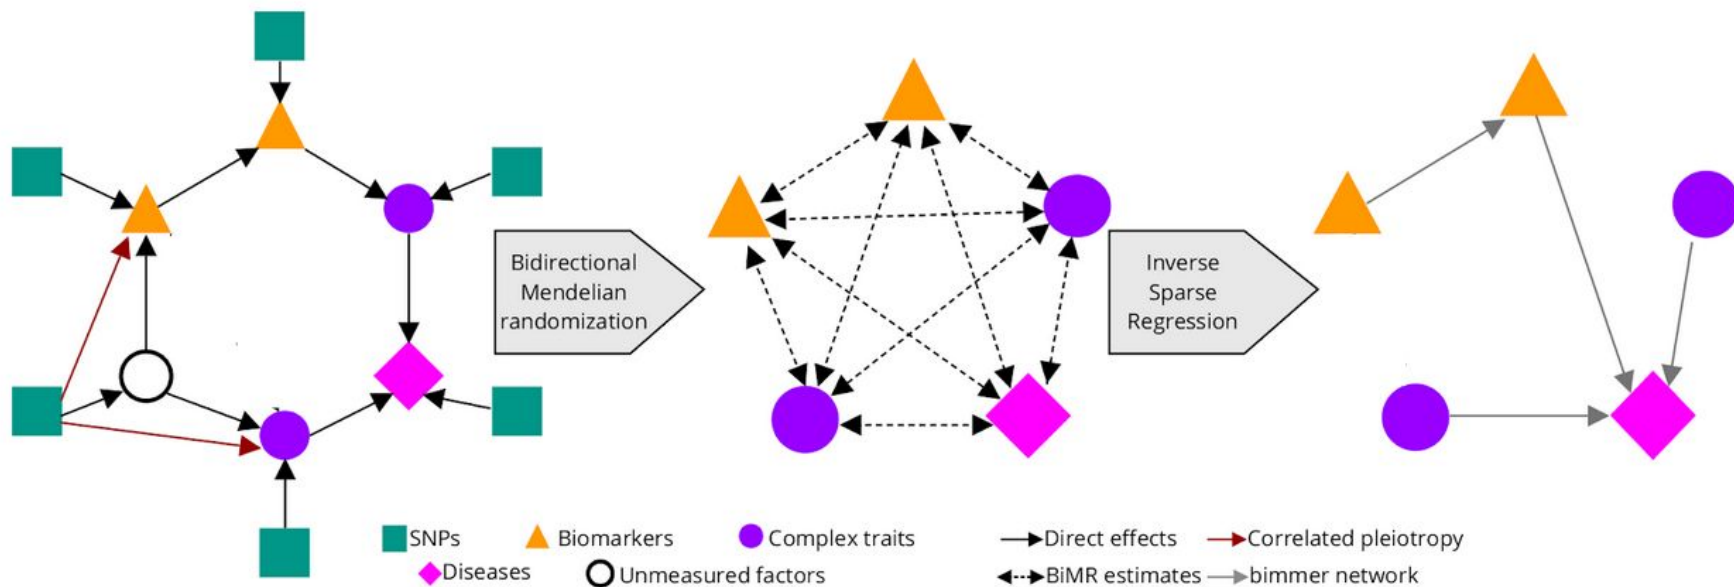 Bidirectional
Mendelian
randomization
Inverse
Sparse
Regression
SNPs Biomarkers Complex traits Direct effects Correlated pleiotropy
Diseases Unmeasured factors BiMR estimates bimmer network